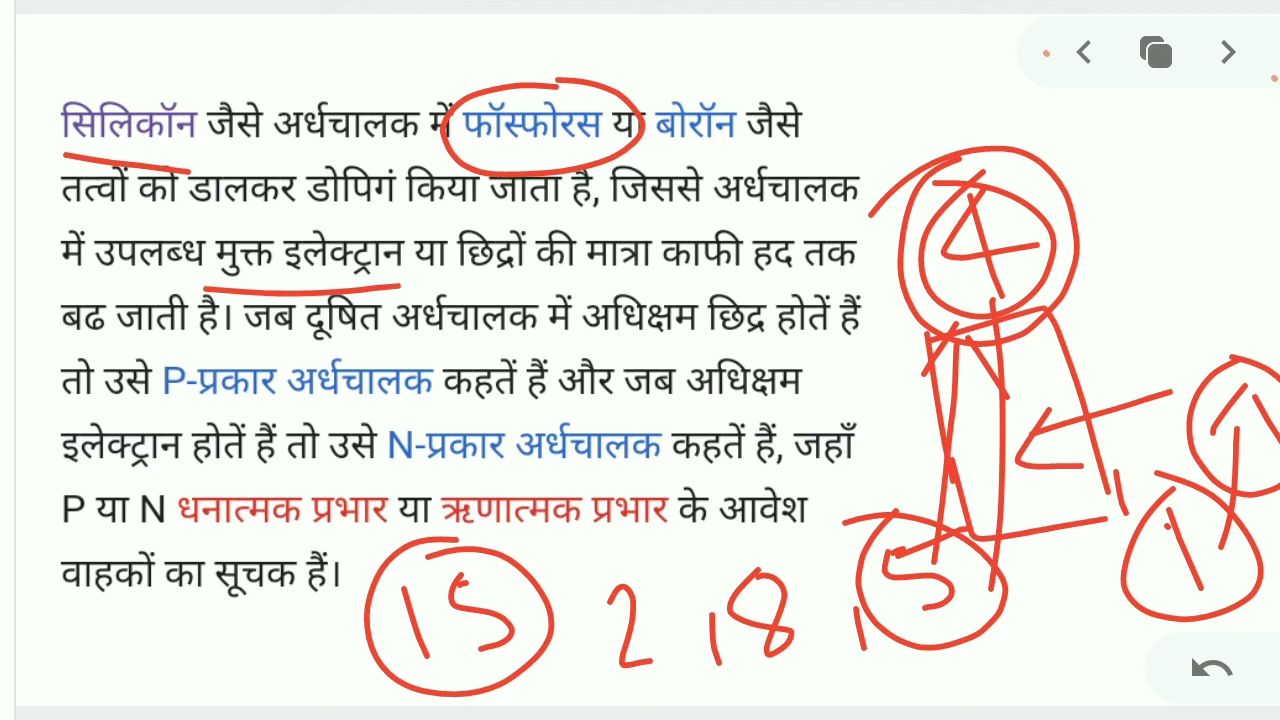 सिलिकॉन जैसे अर्धचालक में फॉस्फोरस या बोरॉन जैसे
तत्वों को डालकर डोपिगं किया जाता है, जिससे अर्धचालक
में उपलब्ध मुक्त इलेक्ट्रान या छिद्रों की मात्रा काफी हद तक
बढ जाती है। जब दूषित अर्धचालक में अधिक्षम छिद्र होतें हैं
तो उसे P-प्रकार अर्धचालक कहतें हैं और जब अधिक्षम
इलेक्ट्रान होतें हैं तो उसे N-प्रकार अर्धचालक कहतें हैं, जहाँ
P या N धनात्मक प्रभार या ऋणात्मक प्रभार के आवेश
वाहकों का सूचक हैं।
4
15 2, 8, 5
1